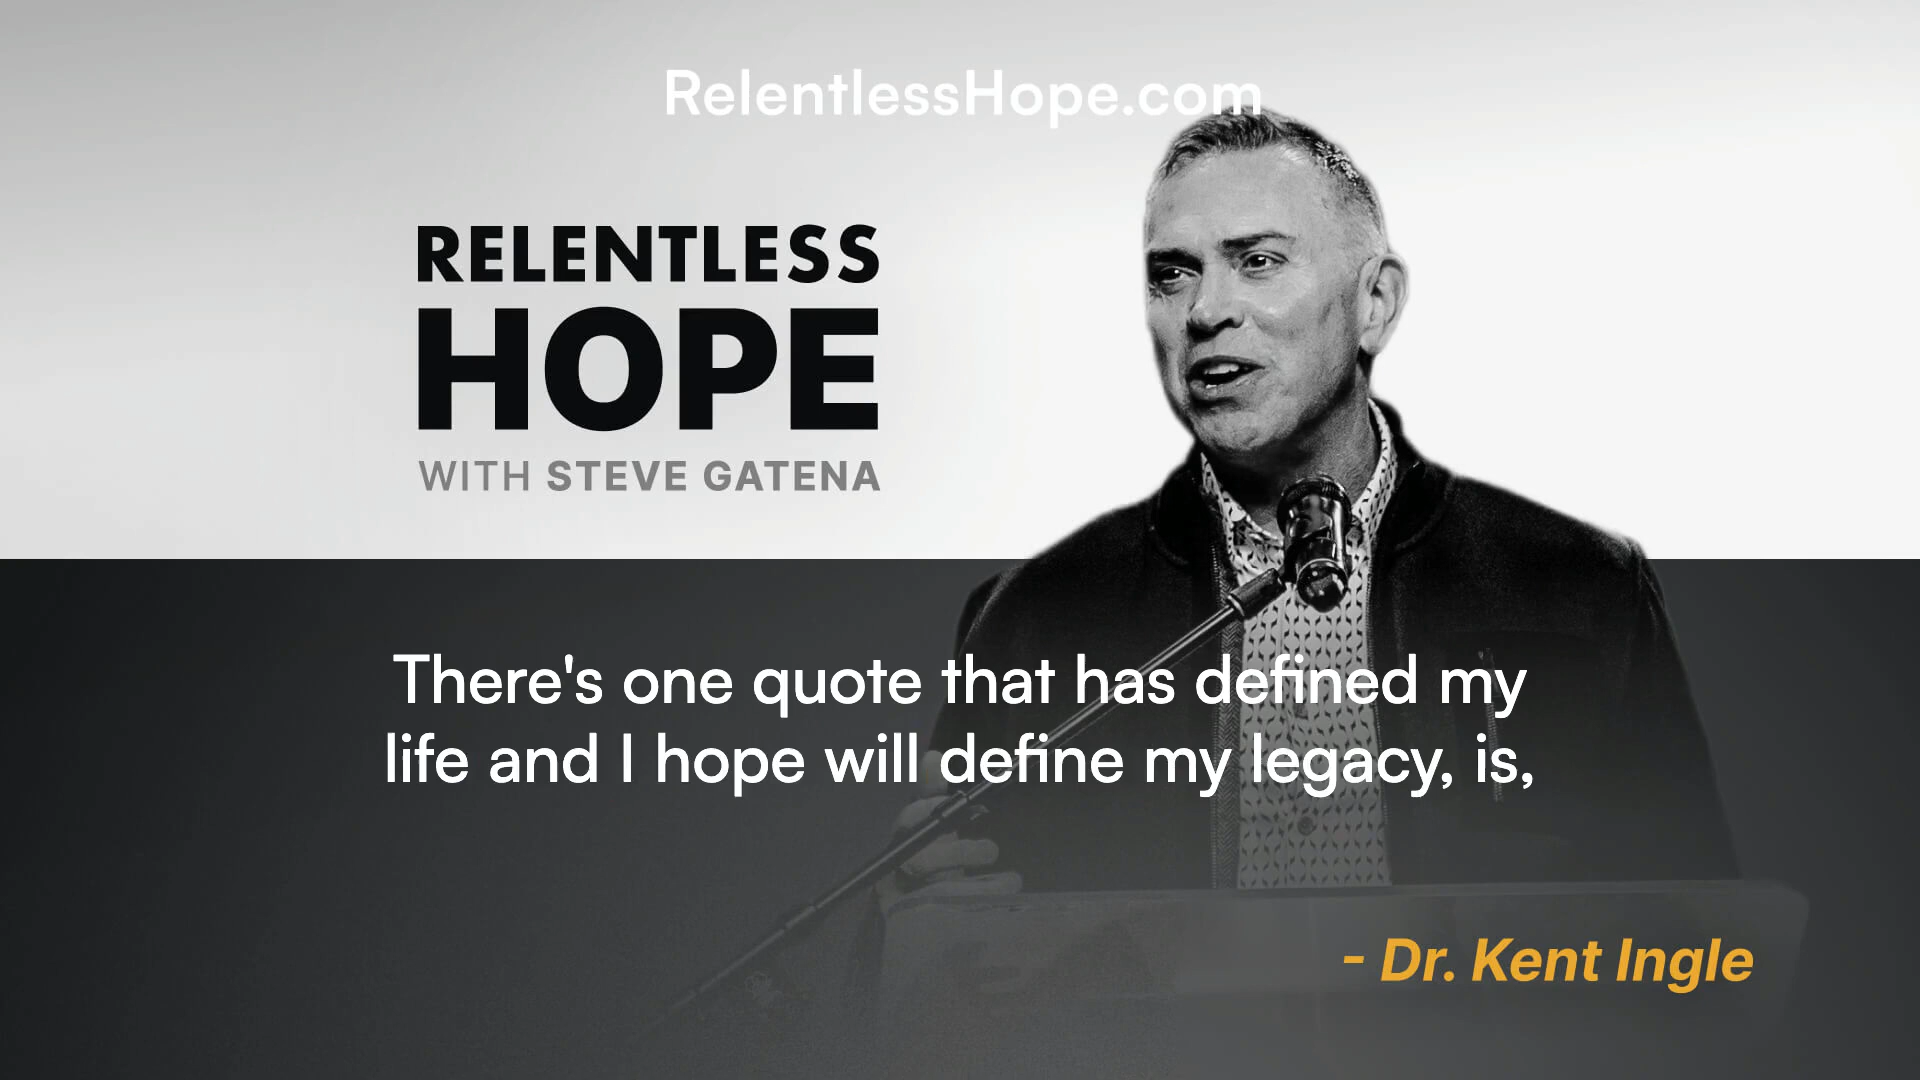 RelentlessHope.com
RELENTLESS
HOPE
WITH STEVE GATENA
There's one quote that has defined my
life and I hope will define my legacy, is,
- Dr. Kent Ingle